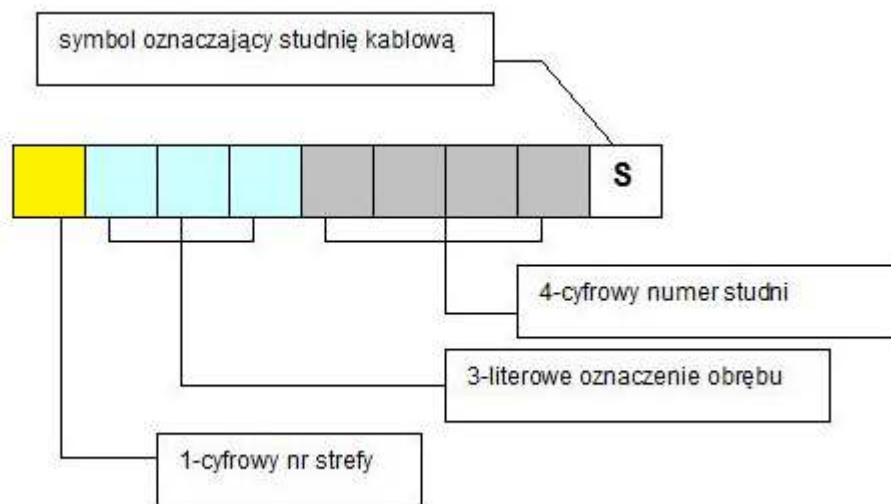 symbol oznaczający studnię kablową
S
4-cyfrowy numer studni
3-literowe oznaczenie obrębu
1-cyfrowy nr strefy